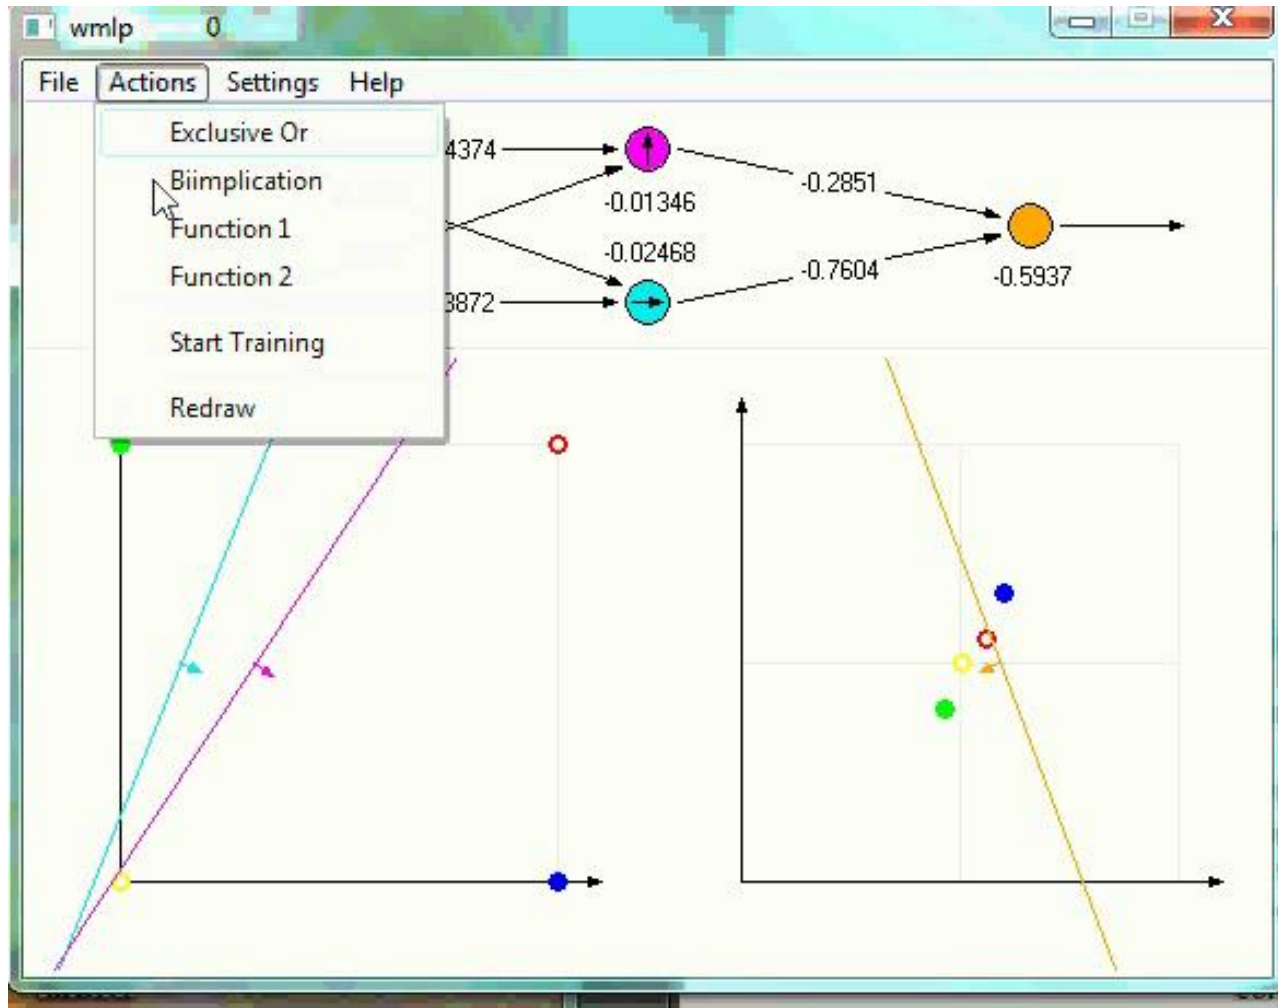 wmlp 0
File Actions Settings Help
Exclusive Or
Biimplication
Function 1
Function 2
Start Training
Redraw
4374
-0.01346
-0.2851
-0.02468
-0.7604
-0.5937
3872